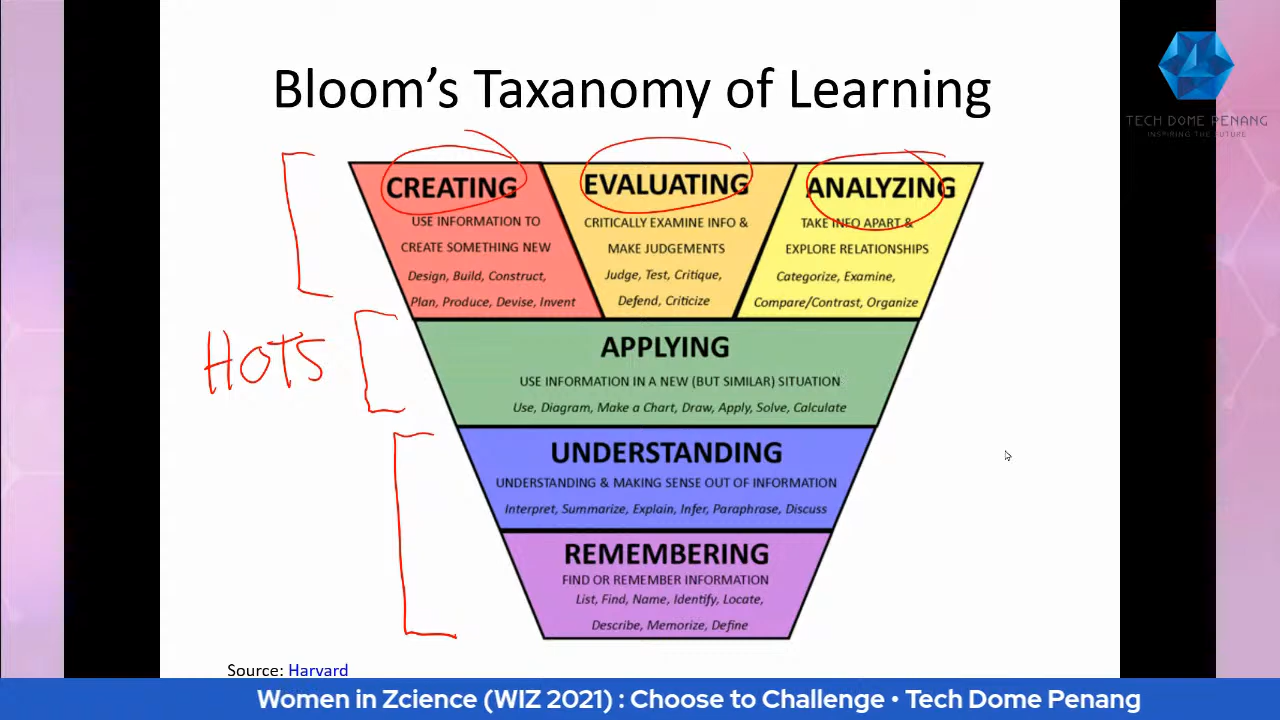 Bloom's Taxanomy of Learning
TECH DOME PENANG
INSPIRING THE FUTURE
CREATING
USE INFORMATION TO
CREATE SOMETHING NEW
Design, Build, Construct,
Plan, Produce, Devise, Invent
EVALUATING
CRITICALLY EXAMINE INFO &
MAKE JUDGEMENTS
Judge, Test, Critique,
Defend, Criticize
ANALYZING
TAKE INFO APART &
EXPLORE RELATIONSHIPS
Categorize, Examine,
Compare/Contrast, Organize
HOTS
APPLYING
USE INFORMATION IN A NEW (BUT SIMILAR) SITUATION
Use, Diagram, Make a Chart, Draw, Apply, Solve, Calculate
UNDERSTANDING
UNDERSTANDING & MAKING SENSE OUT OF INFORMATION
Interpret, Summarize, Explain, Infer, Paraphrase, Discuss
REMEMBERING
FIND OR REMEMBER INFORMATION
List, Find, Name, Identify, Locate,
Describe, Memorize, Define
Source: Harvard
Women in Zcience (WIZ 2021) : Choose to Challenge • Tech Dome Penang